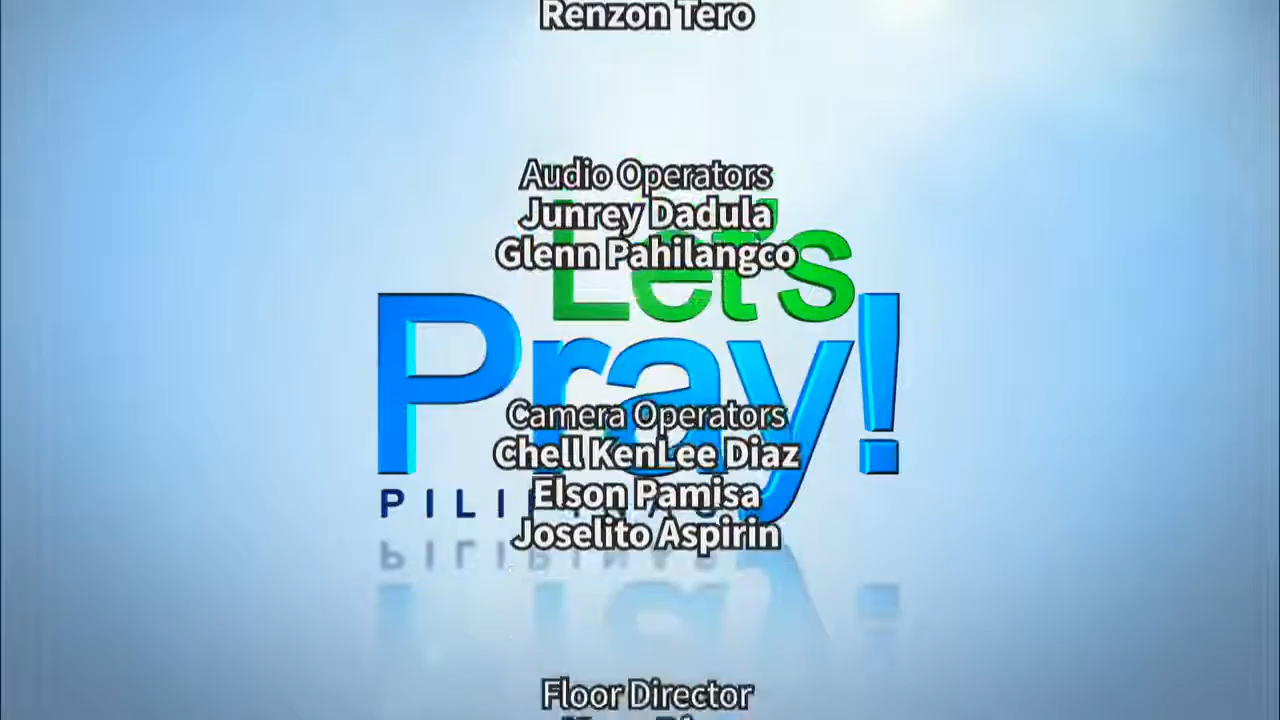 Renzon Tero
Audio Operators
Junrey Dadula
Glenn Pahilangco
Let's
Pray!
Camera Operators
Chell KenLee Diaz
Elson Pamisa
PILIPINAS
Joselito Aspirin
Floor Director